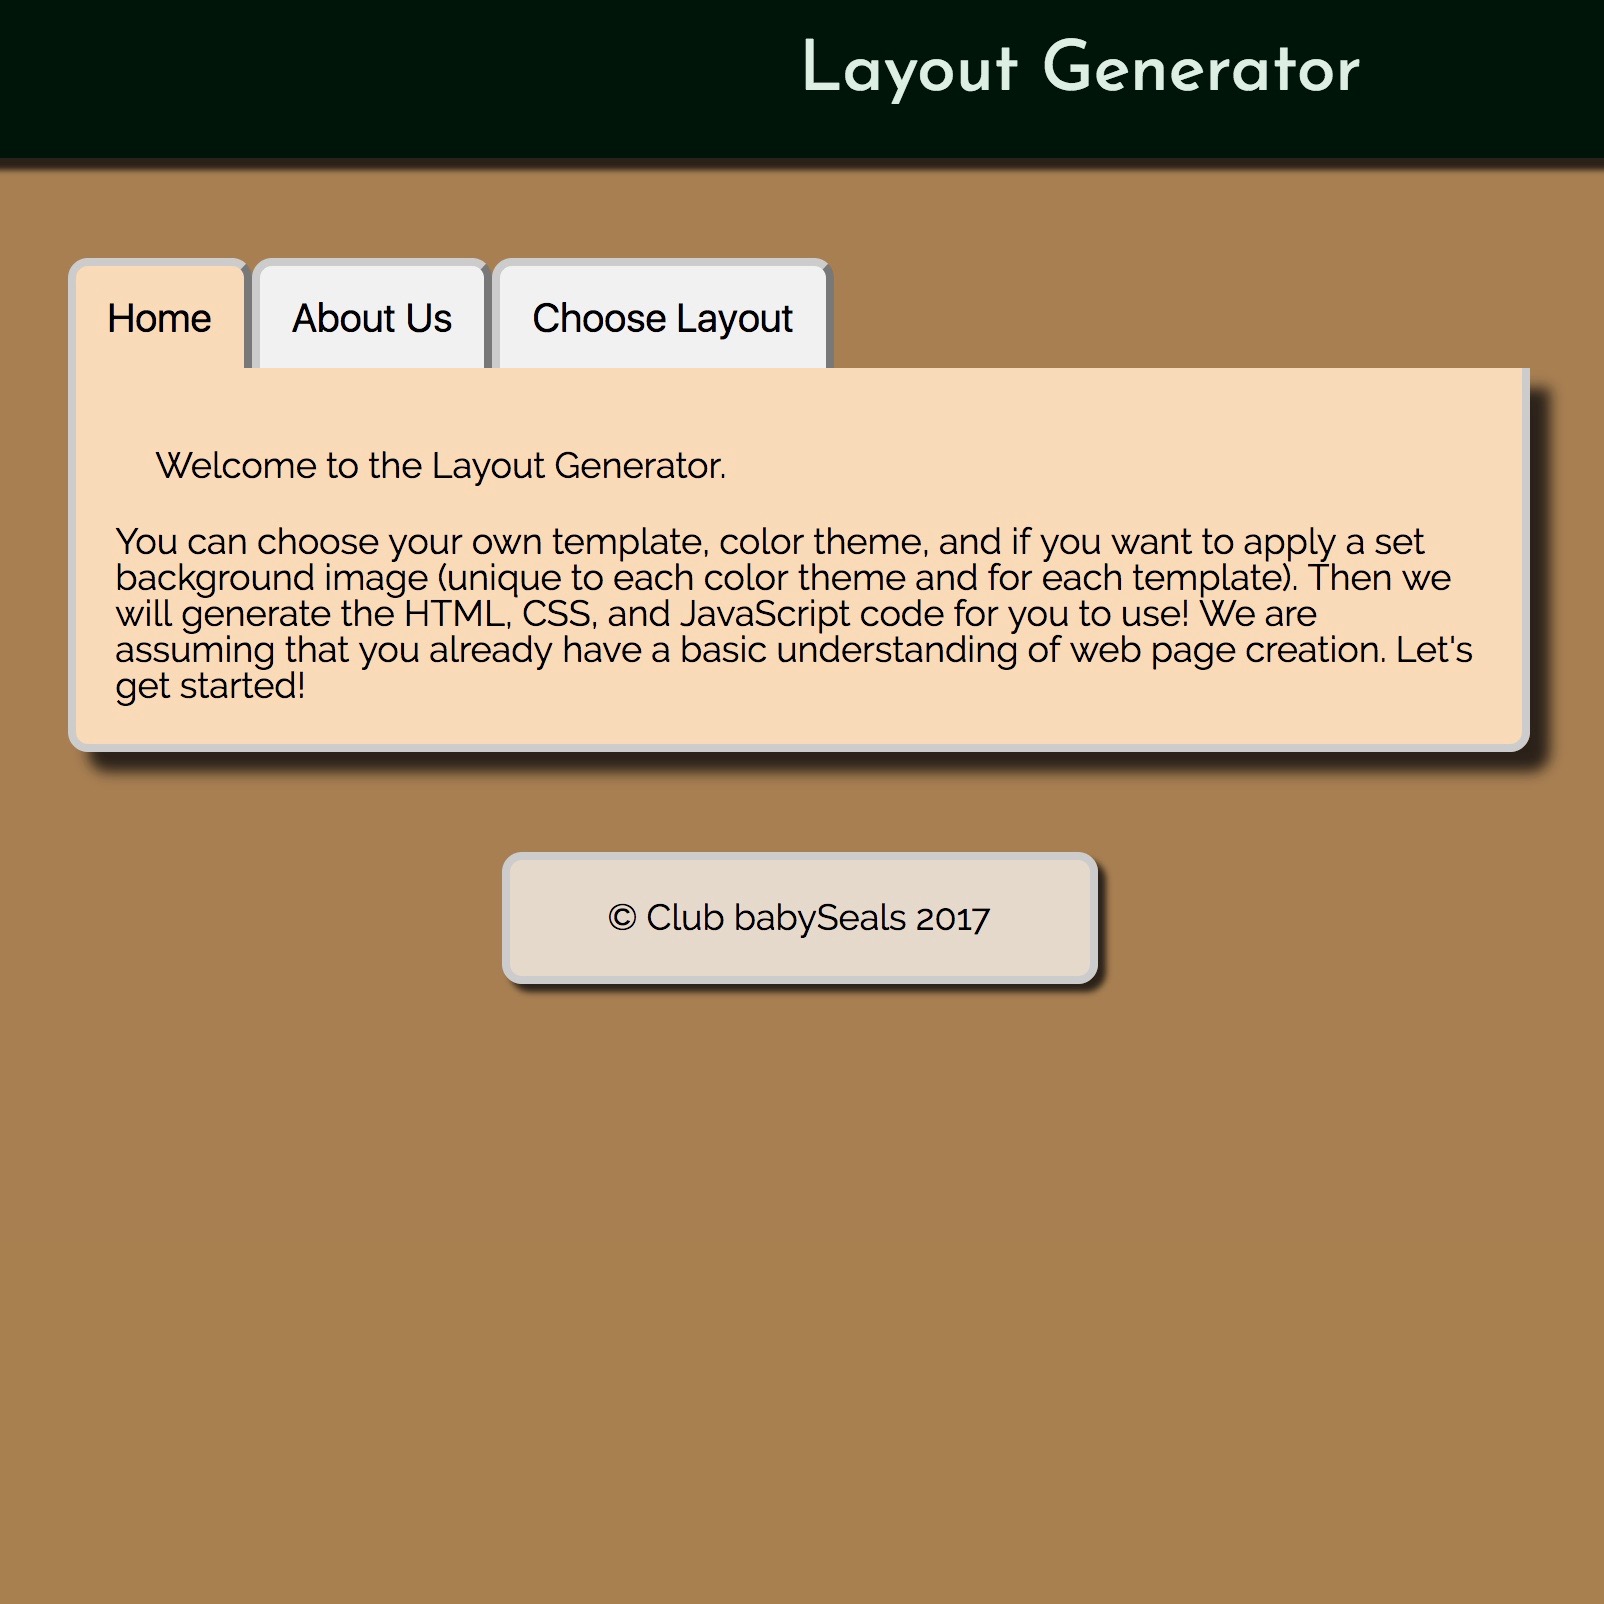 Layout Generator
Home
About Us
Choose Layout
Welcome to the Layout Generator.
You can choose your own template, color theme, and if you want to apply a set
background image (unique to each color theme and for each template). Then we
will generate the HTML, CSS, and JavaScript code for you to use! We are
assuming that you already have a basic understanding of web page creation. Let's
get started!
© Club babySeals 2017